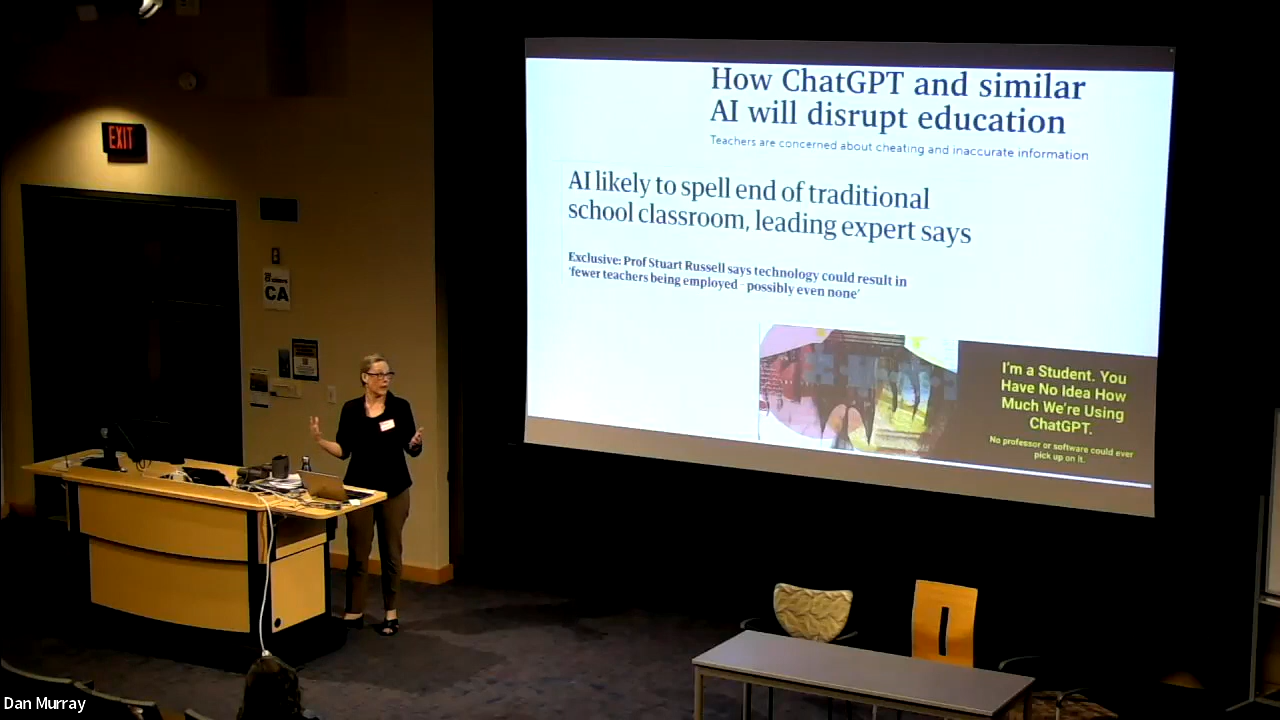 EXIT
CA
How ChatGPT and similar
AI will disrupt education
Teachers are concerned about cheating and inaccurate information
AI likely to spell end of traditional
school classroom, leading expert says
Exclusive: Prof Stuart Russell says technology could result in
'fewer teachers being employed - possibly even none'
I'm a Student. You
Have No Idea How
Much We're Using
ChatGPT.
No professor or software could ever
pick up on it.
Dan Murray